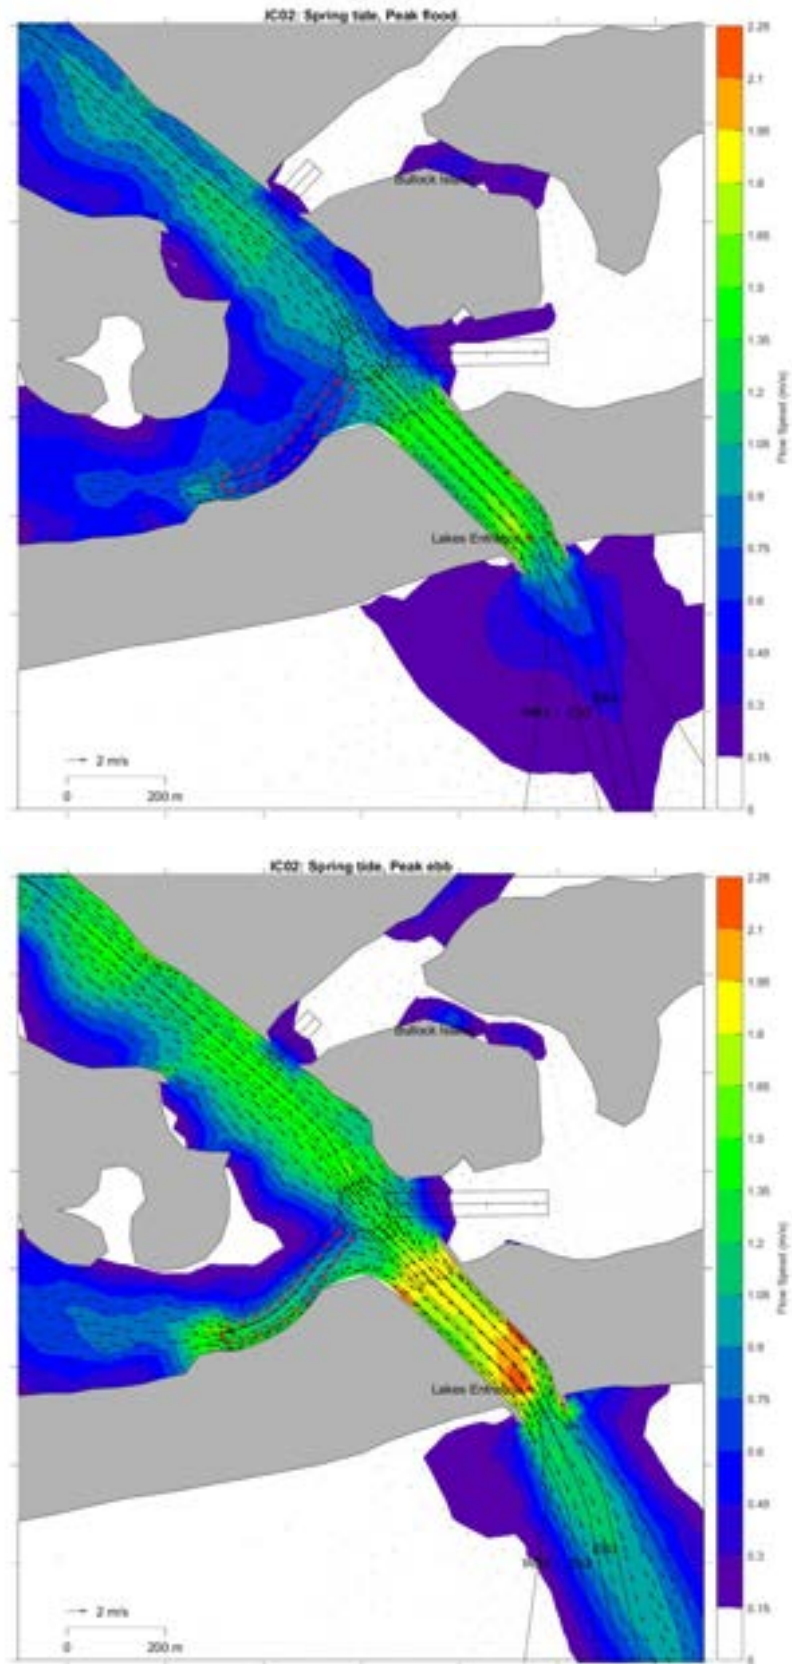 IC02: Spring tide, Peak flood
Bullock Island
Lakes Entrance
2 m/s
0 200 m
2.25
2.1
1.95
1.8
1.65
1.5
1.35
1.2
1.05
0.9
0.75
0.6
0.45
0.3
0.15
0
Flow Speed (m/s)
IC02: Spring tide, Peak ebb
Bullock Island
Lakes Entrance
2 m/s
0 200 m
2.25
2.1
1.95
1.8
1.65
1.5
1.35
1.2
1.05
0.9
0.75
0.6
0.45
0.3
0.15
0
Flow Speed (m/s)